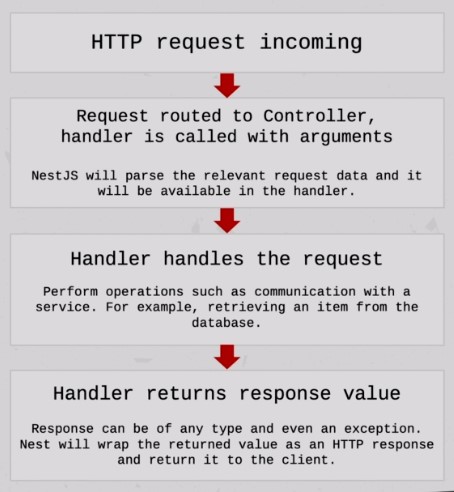 HTTP request incoming
Request routed to Controller,
handler is called with arguments
NestJS will parse the relevant request data and it
will be available in the handler.
Handler handles the request
Perform operations such as communication with a
service. For example, retrieving an item from the
database.
Handler returns response value
Response can be of any type and even an exception.
Nest will wrap the returned value as an HTTP response
and return it to the client.